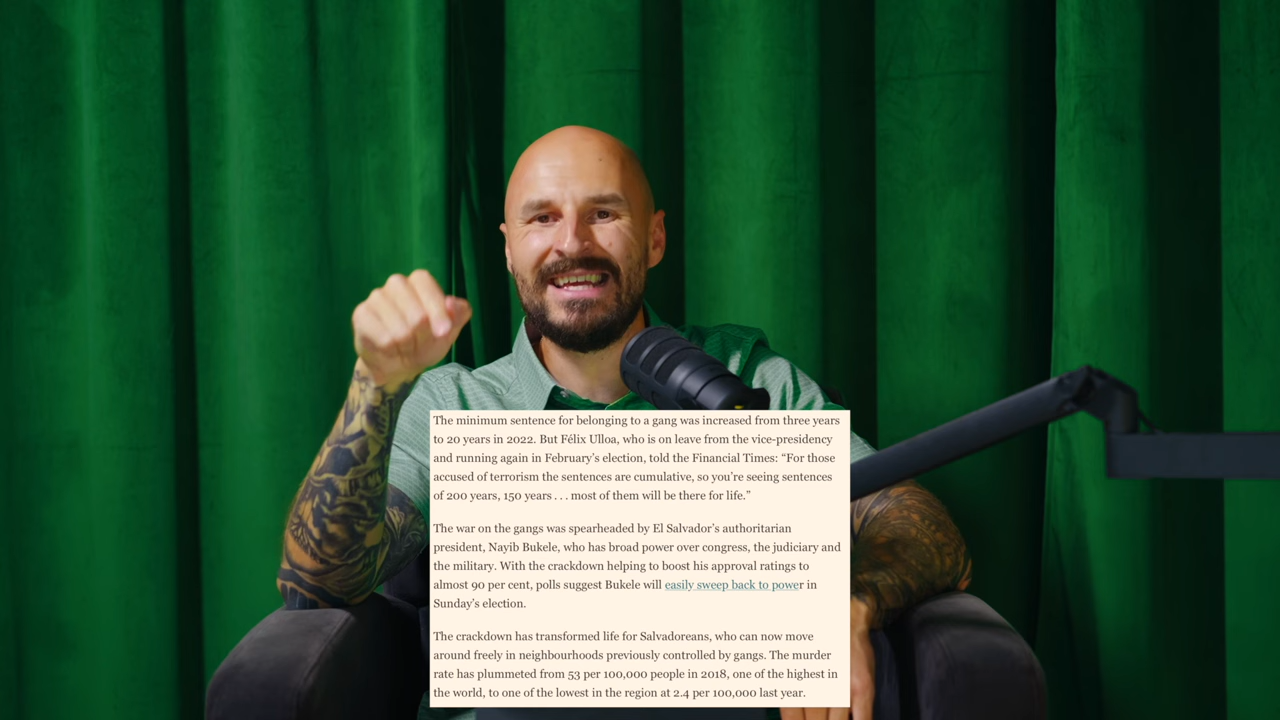 The minimum sentence for belonging to a gang was increased from three years
to 20 years in 2022. But Félix Ulloa, who is on leave from the vice-presidency
and running again in February’s election, told the Financial Times: “For those
accused of terrorism the sentences are cumulative, so you’re seeing sentences
of 200 years, 150 years . . . most of them will be there for life.”
The war on the gangs was spearheaded by El Salvador’s authoritarian
president, Nayib Bukele, who has broad power over congress, the judiciary and
the military. With the crackdown helping to boost his approval ratings to
almost 90 per cent, polls suggest Bukele will easily sweep back to power in
Sunday’s election.
The crackdown has transformed life for Salvadoreans, who can now move
around freely in neighbourhoods previously controlled by gangs. The murder
rate has plummeted from 53 per 100,000 people in 2018, one of the highest in
the world, to one of the lowest in the region at 2.4 per 100,000 last year.